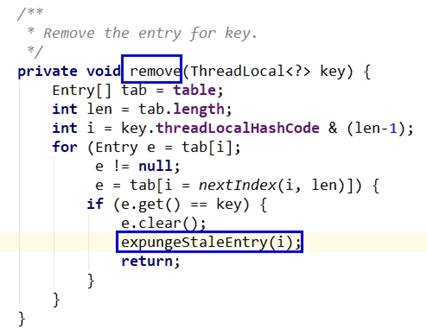 /**
 * Remove the entry for key.
 */
private void remove(ThreadLocal<?> key) {
    Entry[] tab = table;
    int len = tab.length;
    int i = key.threadLocalHashCode & (len-1);
    for (Entry e = tab[i];
         e != null;
         e = tab[i = nextIndex(i, len)]) {
        if (e.get() == key) {
            e.clear();
            expungeStaleEntry(i);
            return;
        }
    }
}